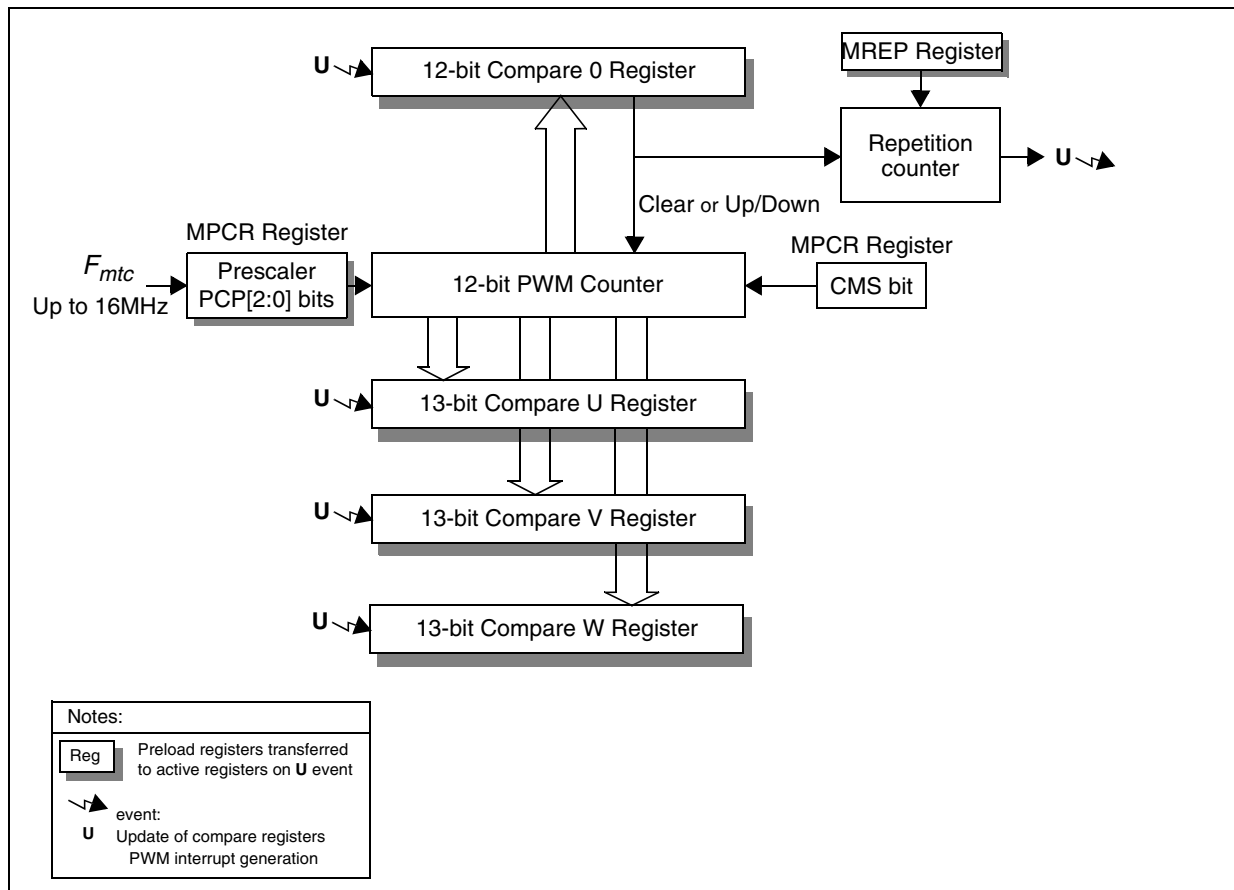 U
12-bit Compare 0 Register
MREP Register
Repetition
counter
U
Clear or Up/Down
MPCR Register
MPCR Register
Fmtc
Up to 16MHz
Prescaler
PCP[2:0] bits
12-bit PWM Counter
CMS bit
U
13-bit Compare U Register
U
13-bit Compare V Register
U
13-bit Compare W Register
Notes:
Reg
Preload registers transferred
to active registers on U event
event:
U Update of compare registers
PWM interrupt generation